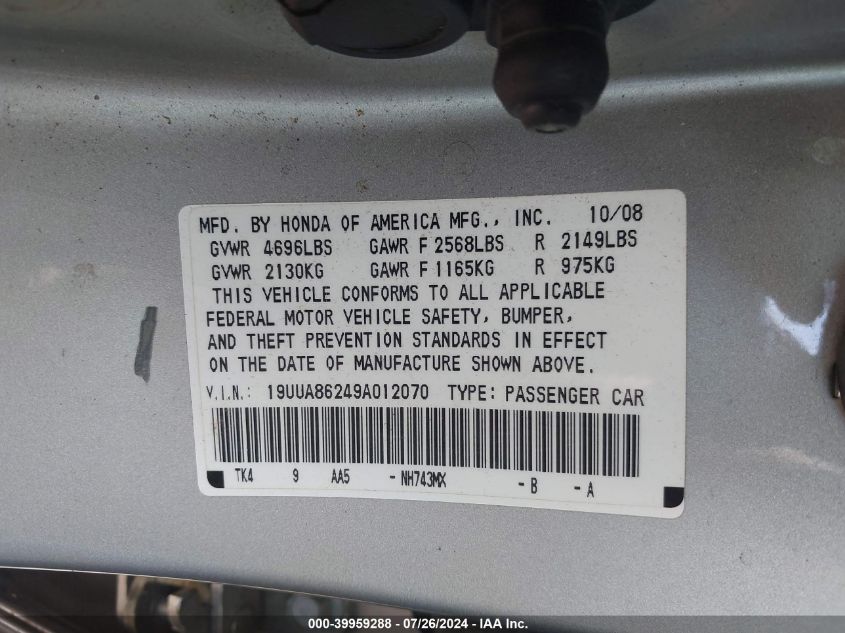 MFD. BY HONDA OF AMERICA MFG., INC. 10/08
GVWR 4696LBS GAWR F 2568LBS R 2149LBS
GVWR 2130KG GAWR F 1165KG R 975KG
THIS VEHICLE CONFORMS TO ALL APPLICABLE
FEDERAL MOTOR VEHICLE SAFETY, BUMPER,
AND THEFT PREVENTION STANDARDS IN EFFECT
ON THE DATE OF MANUFACTURE SHOWN ABOVE.
V.I.N.: 19UUA86249A012070 TYPE: PASSENGER CAR
TK4 9 AA5 - NH743MX - B - A
000-39959288 - 07/26/2024 - IAA Inc.